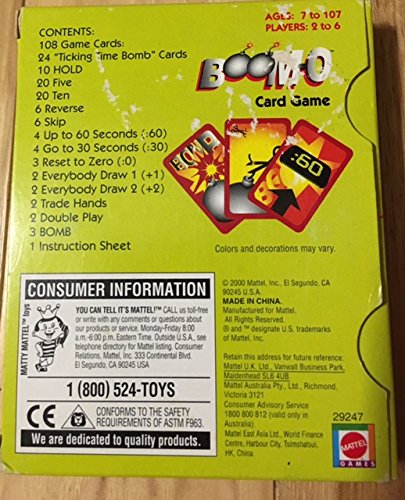 CONTENTS:
108 Game Cards:
24 "Ticking Time Bomb" Cards
10 HOLD
20 Five
20 Ten
6 Reverse
6 Skip
4 Up to 60 Seconds (:60)
4 Go to 30 Seconds (:30)
3 Reset to Zero (:0)
2 Everybody Draw 1 (+1)
2 Everybody Draw 2 (+2)
2 Trade Hands
2 Double Play
3 BOMB
1 Instruction Sheet
AGES: 7 to 107
PLAYERS: 2 to 6
BOOM-O
Card Game
BOMB
:60
Colors and decorations may vary.
CONSUMER INFORMATION
MATTY MATTEL™ toys
YOU CAN TELL IT'S MATTEL!™ CALL us toll-free
or write with any comments or questions about
our products or service. Monday-Friday 8:00
a.m.-6:00 p.m. Eastern Time. Outside U.S.A., see
telephone directory for Mattel listing. Consumer
Relations, Mattel, Inc. 333 Continental Blvd.
El Segundo, CA 90245 USA
1 (800) 524-TOYS
CE
CONFORMS TO THE SAFETY
REQUIREMENTS OF ASTM F963.
We are dedicated to quality products.
© 2000 Mattel, Inc., El Segundo, CA
90245 U.S.A.
MADE IN CHINA.
Manufactured for Mattel.
All Rights Reserved.
® and ™ designate U.S. trademarks
of Mattel, Inc.
Retain this address for future reference:
Mattel U.K. Ltd., Vanwall Business Park,
Maidenhead SL6 4UB.
Mattel Australia Pty., Ltd., Richmond,
Victoria 3121
Consumer Advisory Service
1800 800 812 (valid only in
Australia).
Mattel East Asia Ltd., World Finance
Centre, Harbour City, Tsimshatsui,
HK, China.
29247
MATTEL
GAMES